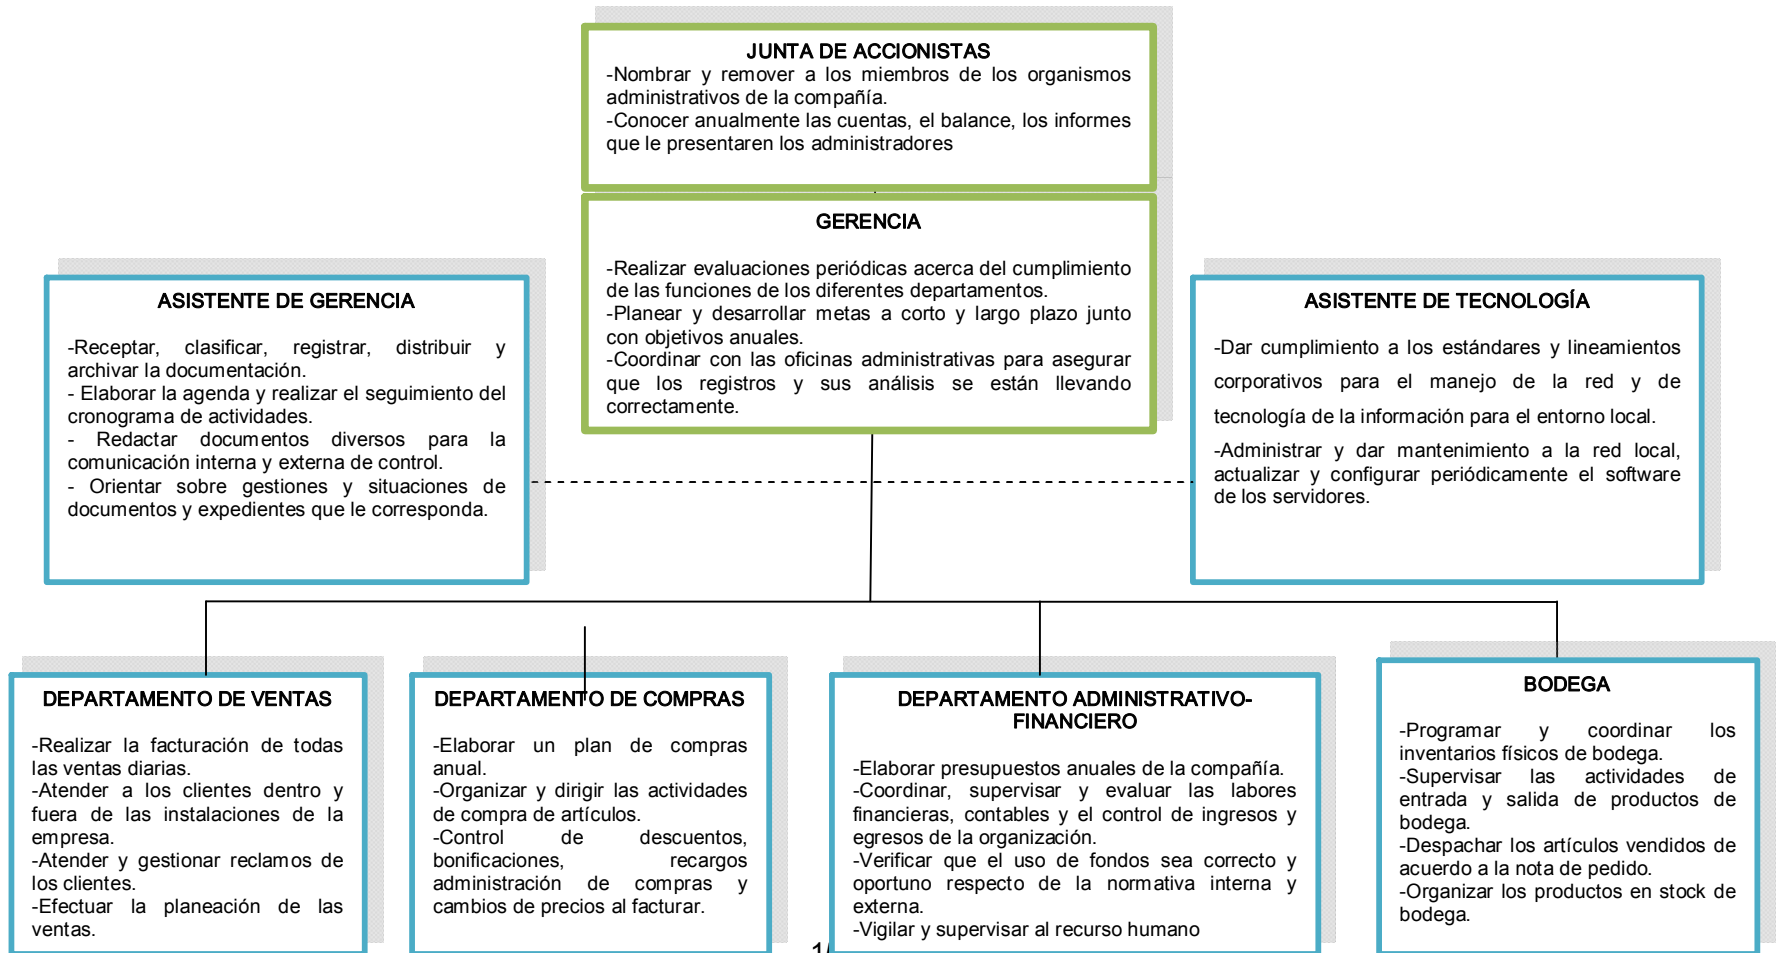 JUNTA DE ACCIONISTAS
-Nombrar y remover a los miembros de los organismos
administrativos de la compañía.
-Conocer anualmente las cuentas, el balance, los informes
que le presentaren los administradores
GERENCIA
-Realizar evaluaciones periódicas acerca del cumplimiento
de las funciones de los diferentes departamentos.
-Planear y desarrollar metas a corto y largo plazo junto
con objetivos anuales.
-Coordinar con las oficinas administrativas para asegurar
que los registros y sus análisis se están llevando
correctamente.
ASISTENTE DE GERENCIA
-Receptar, clasificar, registrar, distribuir y
archivar la documentación.
- Elaborar la agenda y realizar el seguimiento del
cronograma de actividades.
- Redactar documentos diversos para la
comunicación interna y externa de control.
- Orientar sobre gestiones y situaciones de
documentos y expedientes que le corresponda.
ASISTENTE DE TECNOLOGÍA
-Dar cumplimiento a los estándares y lineamientos
corporativos para el manejo de la red y de
tecnología de la información para el entorno local.
-Administrar y dar mantenimiento a la red local,
actualizar y configurar periódicamente el software
de los servidores.
DEPARTAMENTO DE VENTAS
-Realizar la facturación de todas
las ventas diarias.
-Atender a los clientes dentro y
fuera de las instalaciones de la
empresa.
-Atender y gestionar reclamos de
los clientes.
-Efectuar la planeación de las
ventas.
DEPARTAMENTO DE COMPRAS
-Elaborar un plan de compras
anual.
-Organizar y dirigir las actividades
de compra de artículos.
-Control de descuentos,
bonificaciones, recargos
administración de compras y
cambios de precios al facturar.
DEPARTAMENTO ADMINISTRATIVO-
FINANCIERO
-Elaborar presupuestos anuales de la compañía.
-Coordinar, supervisar y evaluar las labores
financieras, contables y el control de ingresos y
egresos de la organización.
-Verificar que el uso de fondos sea correcto y
oportuno respecto de la normativa interna y
externa.
-Vigilar y supervisar al recurso humano
BODEGA
-Programar y coordinar los
inventarios físicos de bodega.
-Supervisar las actividades de
entrada y salida de productos de
bodega.
-Despachar los artículos vendidos de
acuerdo a la nota de pedido.
-Organizar los productos en stock de
bodega.